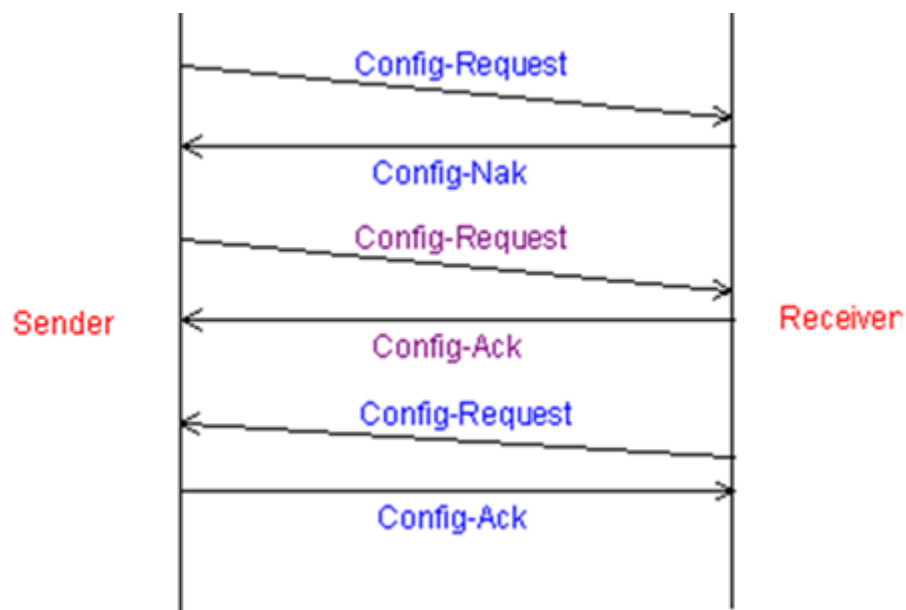 Config-Request
Config-Nak
Config-Request
Sender
Receiver
Config-Ack
Config-Request
Config-Ack